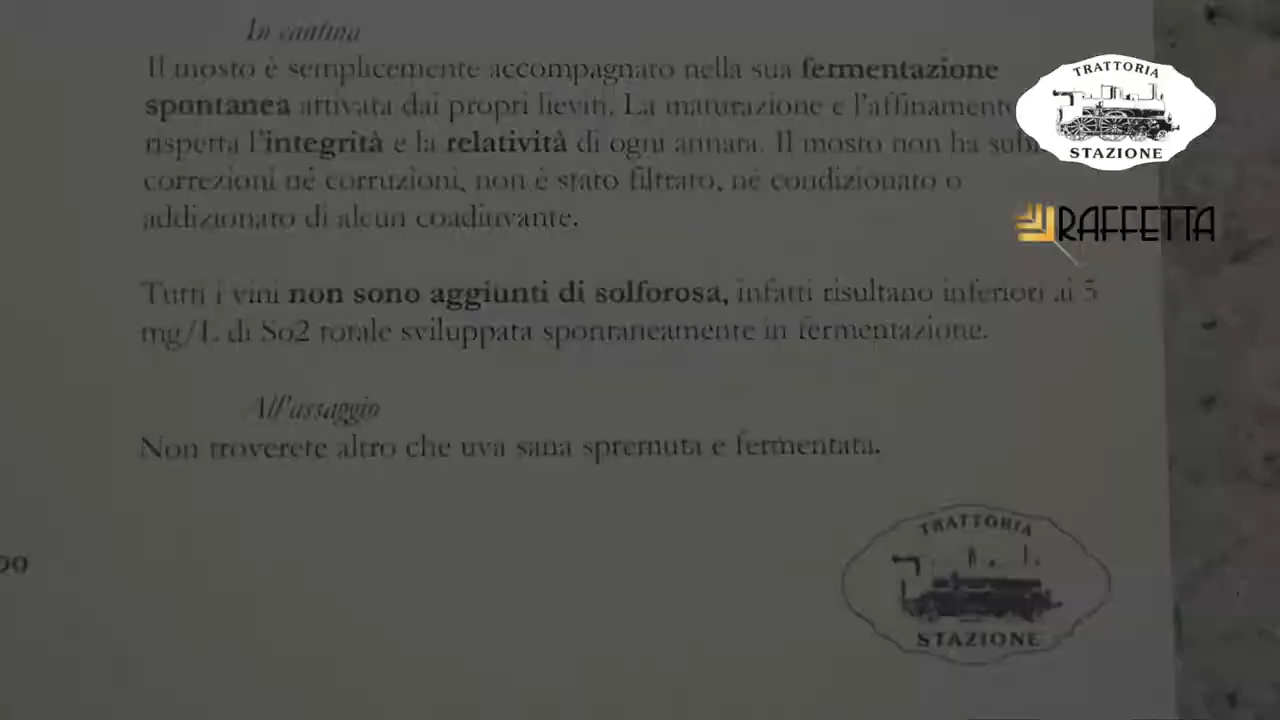 In cantina
Il mosto è semplicemente accompagnato nella sua fermentazione
spontanea attivata dai propri lieviti. La maturazione e l'affinamento
rispetta l'integrità e la relatività di ogni annata. Il mosto non ha
correzioni né corruzioni, non è stato filtrato, né condizionato o
addizionato di alcun coadiuvante.
Tutti i vini non sono aggiunti di solforosa, infatti risultano inferiori ai 5
mg/L di So2 totale sviluppata spontaneamente in fermentazione.
All'assaggio
Non troverete altro che uva sana spremuta e fermentata.
TRATTORIA
STAZIONE
RAFFETTA
TRATTORIA
STAZIONE